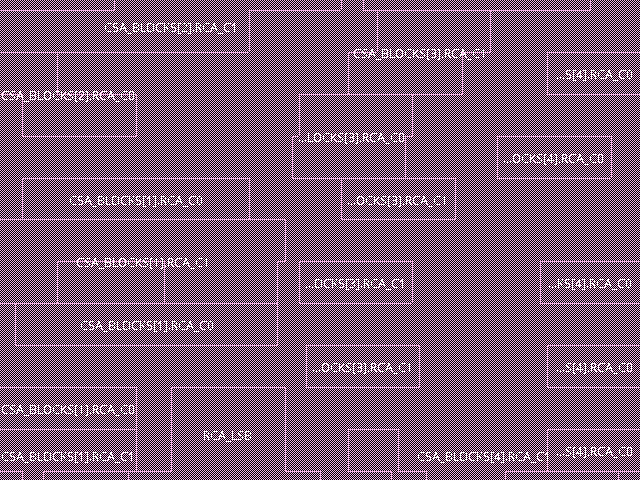 CSA_BLOCKS[2].RCA_C1
CSA_BLOCKS[3].RCA_C1
...S[4].RCA_C0
CSA_BLOCKS[2].RCA_C0
...LOCKS[3].RCA_C0
...OCKS[4].RCA_C0
CSA_BLOCKS[1].RCA_C0
...OCKS[3].RCA_C1
CSA_BLOCKS[1].RCA_C1
...OCKS[3].RCA_C1
...KS[4].RCA_C0
CSA_BLOCKS[1].RCA_C0
...OCKS[3].RCA_C1
...S[4].RCA_C0
CSA_BLOCKS[1].RCA_C0
RCA_LSB
...S[4].RCA_C0
CSA_BLOCKS[1].RCA_C1
CSA_BLOCKS[4].RCA_C1